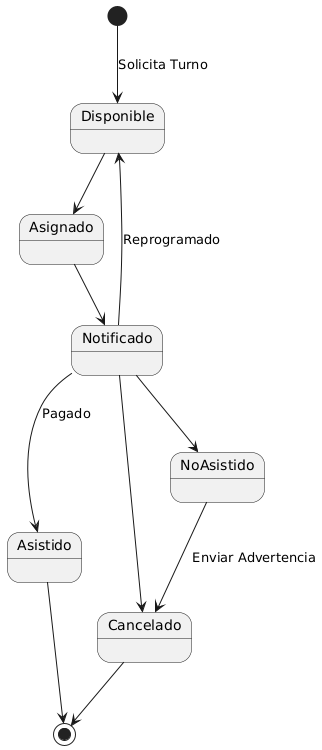 Solicita Turno
Disponible
Asignado
Reprogramado
Notificado
Pagado
NoAsistido
Asistido
Enviar Advertencia
Cancelado